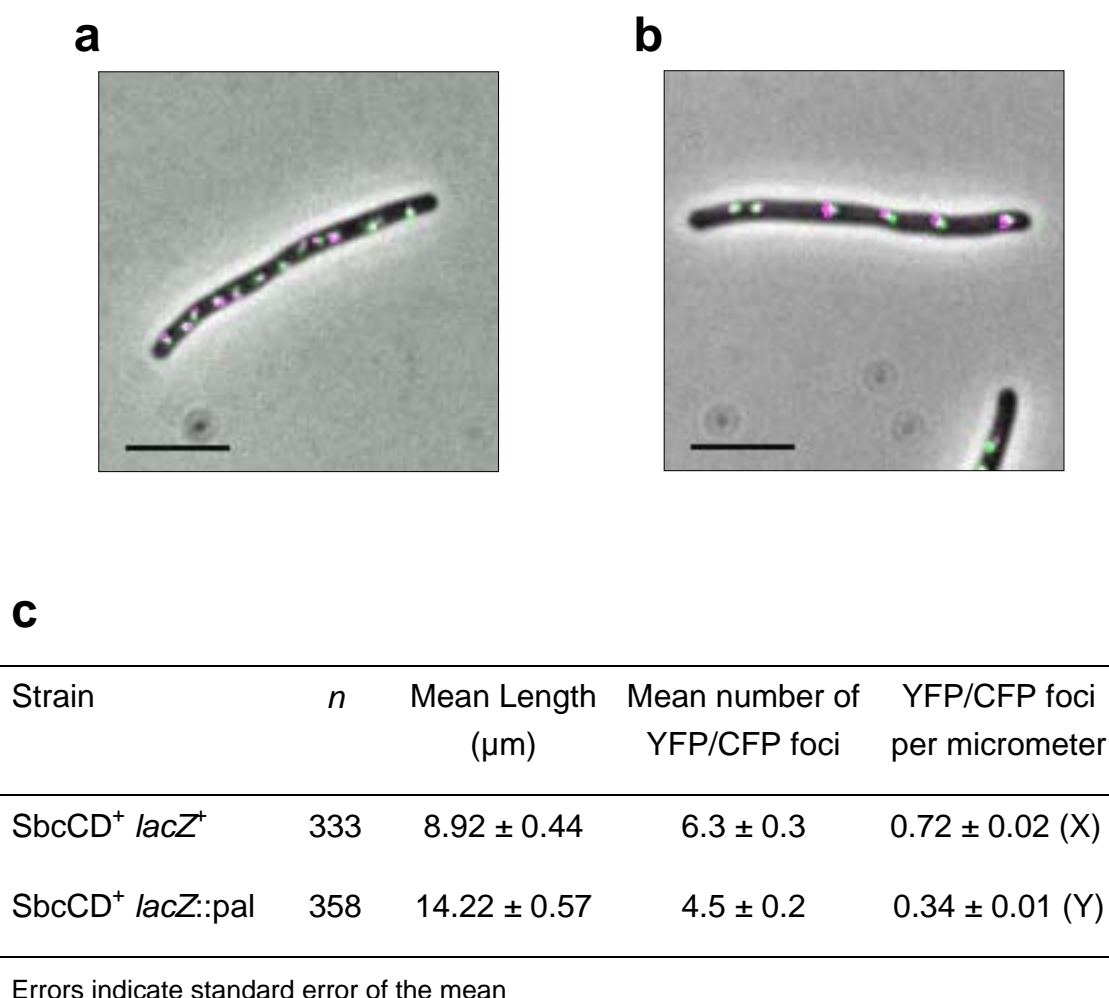 a
b
c
Strain n Mean Length Mean number of YFP/CFP foci
(µm) YFP/CFP foci per micrometer
SbcCD+ lacZ+ 333 8.92 ± 0.44 6.3 ± 0.3 0.72 ± 0.02 (X)
SbcCD+ lacZ::pal 358 14.22 ± 0.57 4.5 ± 0.2 0.34 ± 0.01 (Y)
Errors indicate standard error of the mean